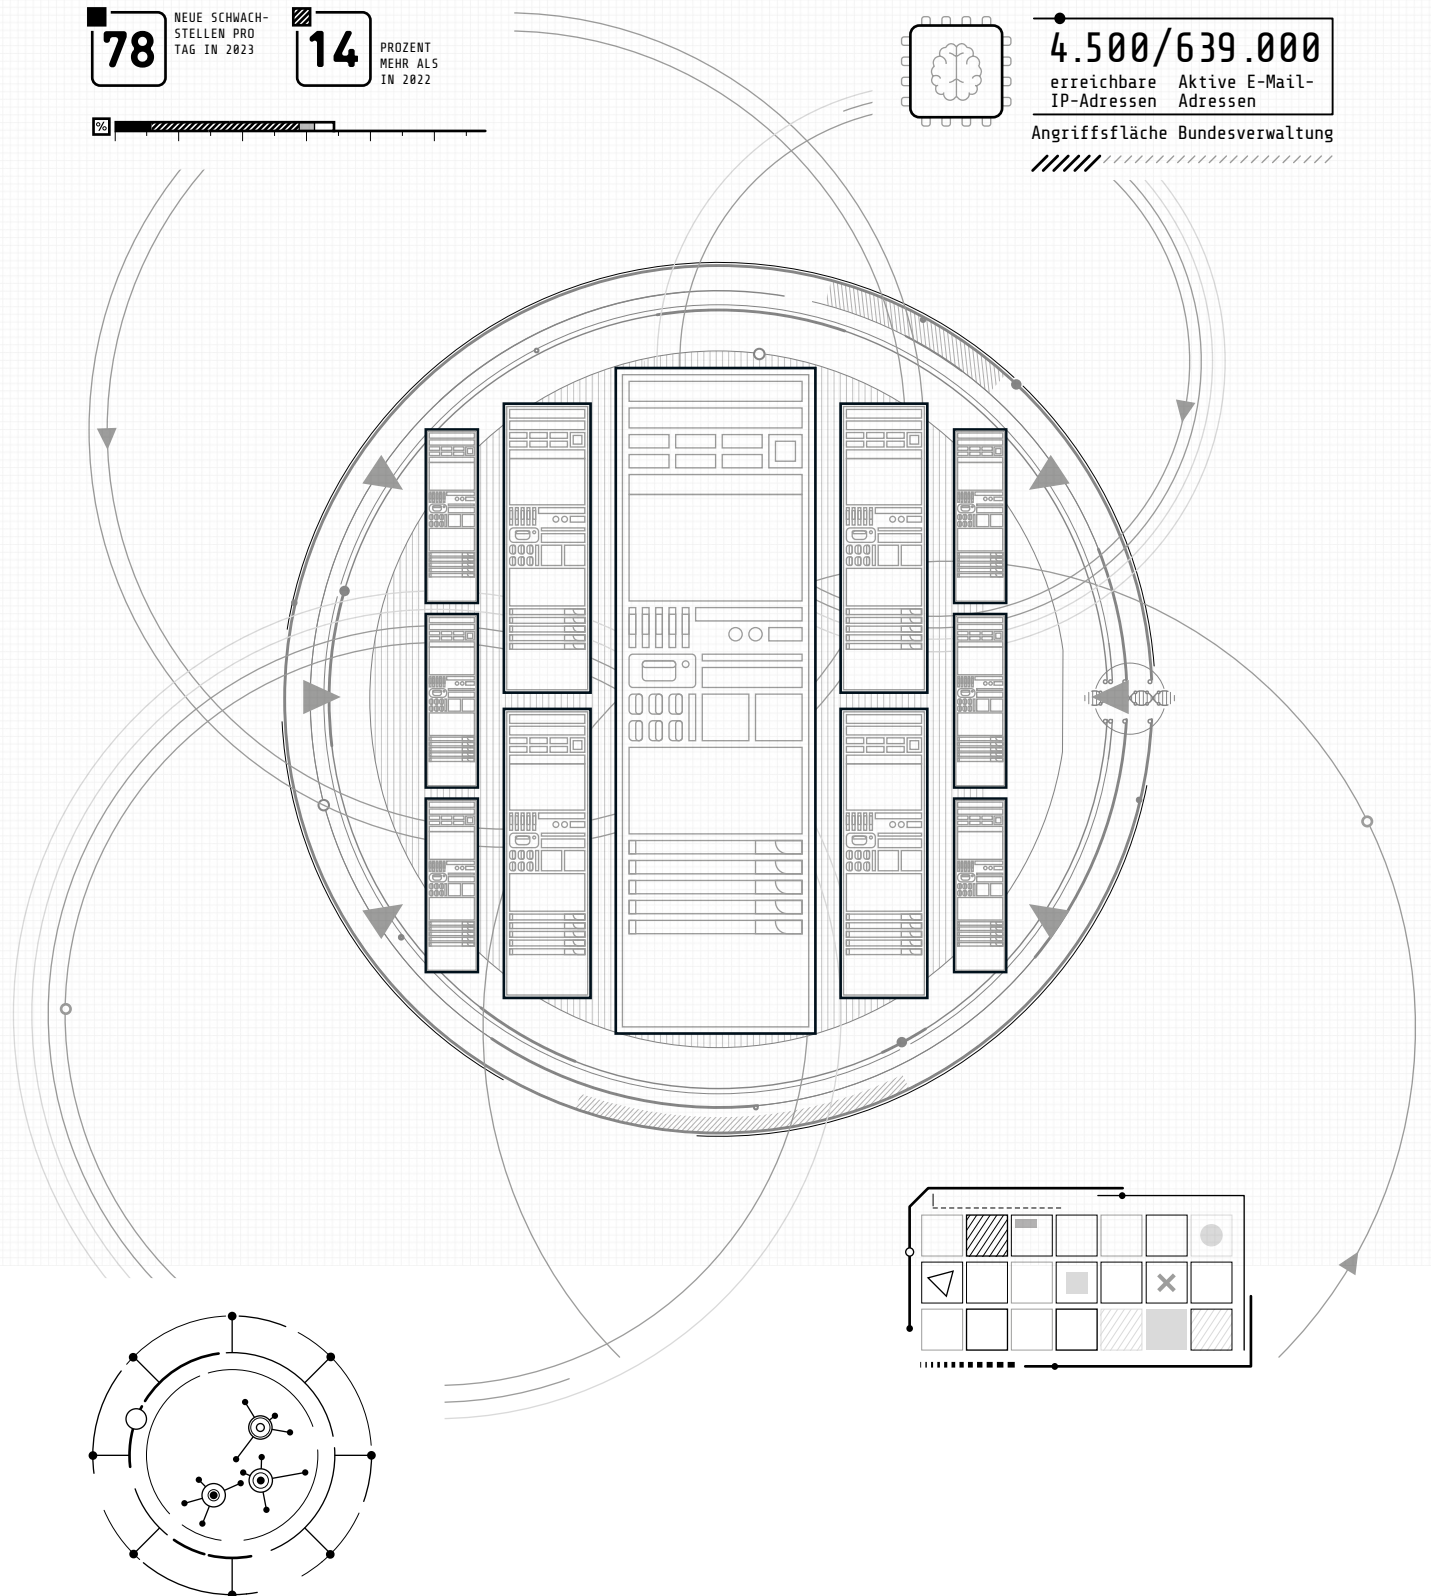 78
NEUE SCHWACH-
STELLEN PRO
TAG IN 2023
14
PROZENT
MEHR ALS
IN 2022
%
4.500/639.000
erreichbare
IP-Adressen
Aktive E-Mail-
Adressen
Angriffsfläche Bundesverwaltung